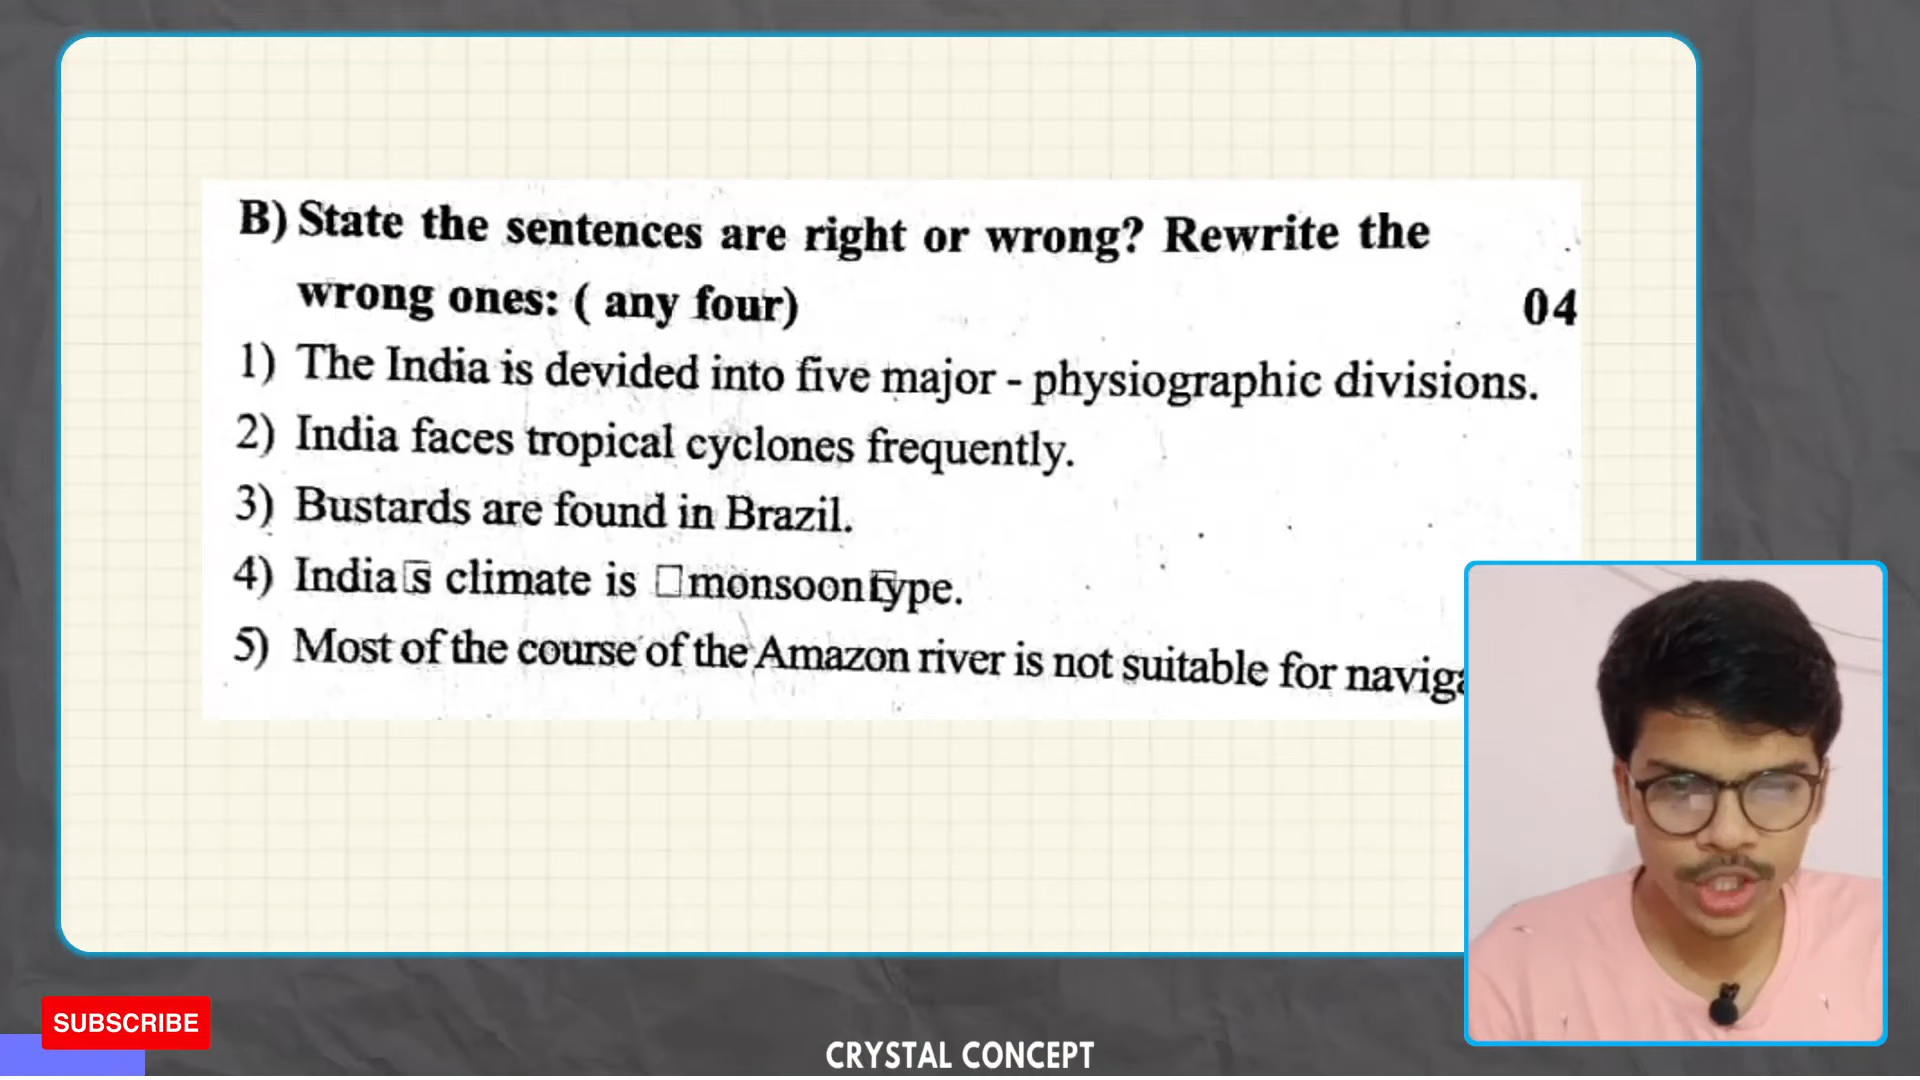 B) State the sentences are right or wrong? Rewrite the
wrong ones: ( any four) 04
1) The India is devided into five major - physiographic divisions.
2) India faces tropical cyclones frequently.
3) Bustards are found in Brazil.
4) India□s climate is □monsoon□type.
5) Most of the course of the Amazon river is not suitable for
SUBSCRIBE
CRYSTAL CONCEPT